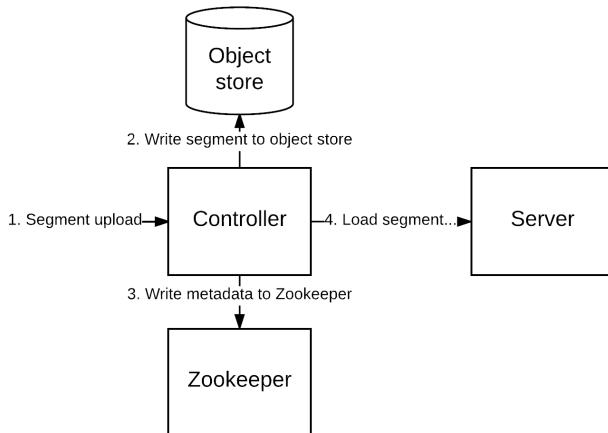 Object
store
2. Write segment to object store
1. Segment upload
Controller
4. Load segment...
Server
3. Write metadata to Zookeeper
Zookeeper